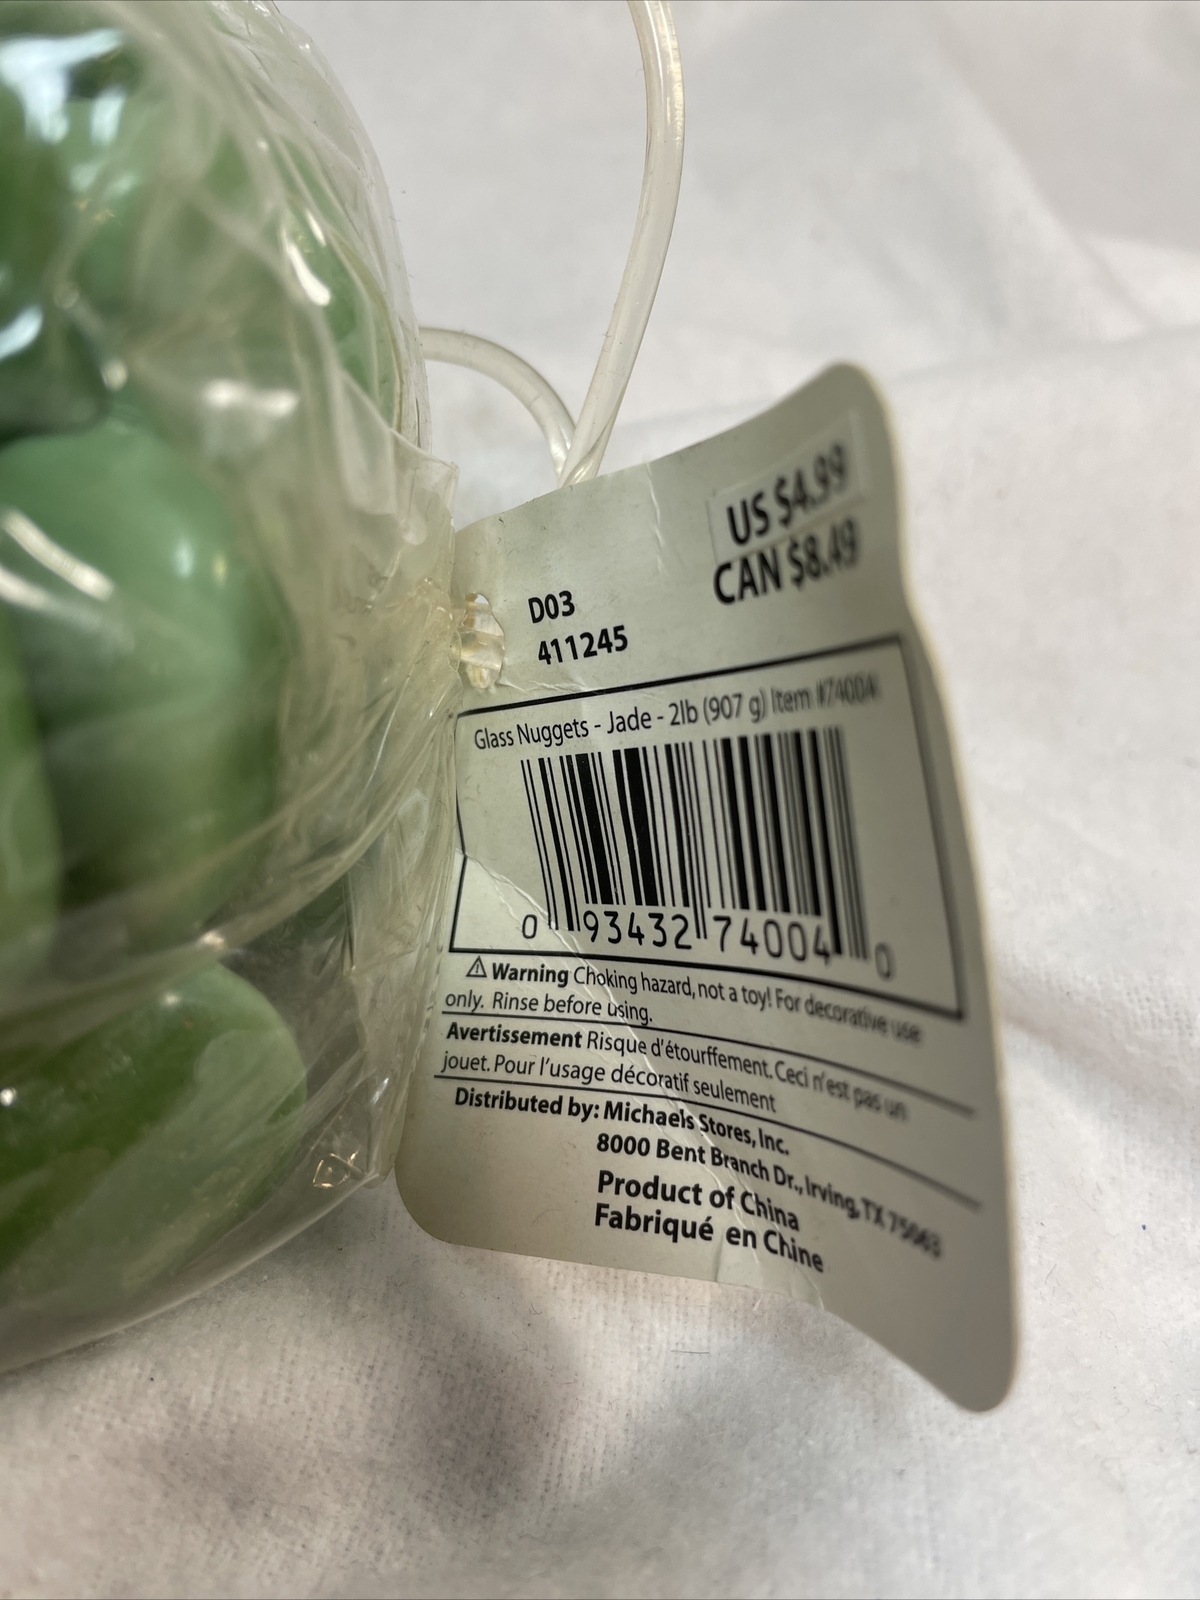 US $4.99
CAN $8.49
D03
411245
Glass Nuggets - Jade - 2lb (907 g) Item
0 93432 74004 0
Warning Choking hazard, not a toy! For decorative use
only. Rinse before using.
Avertissement Risque d'étourffement. Ceci n'est pas un
jouet. Pour l'usage décoratif seulement
Distributed by: Michaels Stores, Inc.
8000 Bent Branch Dr., Irving, TX 75063
Product of China
Fabriqué en Chine